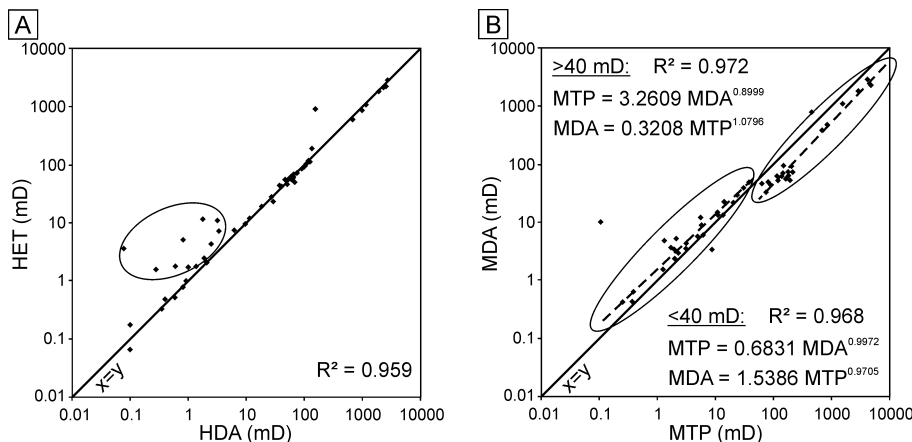 A
HET (mD)
10000
1000
100
10
1
0.1
0.01
x=y
R² = 0.959
0.01 0.1 1 10 100 1000 10000
HDA (mD)
B
MDA (mD)
10000
1000
100
10
1
0.1
0.01
>40 mD: R² = 0.972
MTP = 3.2609 MDA^0.8999
MDA = 0.3208 MTP^1.0796
<40 mD: R² = 0.968
MTP = 0.6831 MDA^0.9972
MDA = 1.5386 MTP^0.9705
x=y
0.01 0.1 1 10 100 1000 10000
MTP (mD)